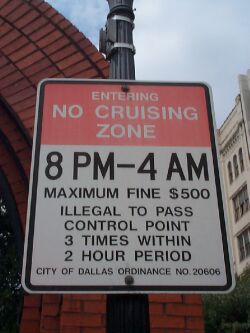 ENTERING
NO CRUISING
ZONE
8 PM-4 AM
MAXIMUM FINE $500
ILLEGAL TO PASS
CONTROL POINT
3 TIMES WITHIN
2 HOUR PERIOD
CITY OF DALLAS ORDINANCE NO. 20606